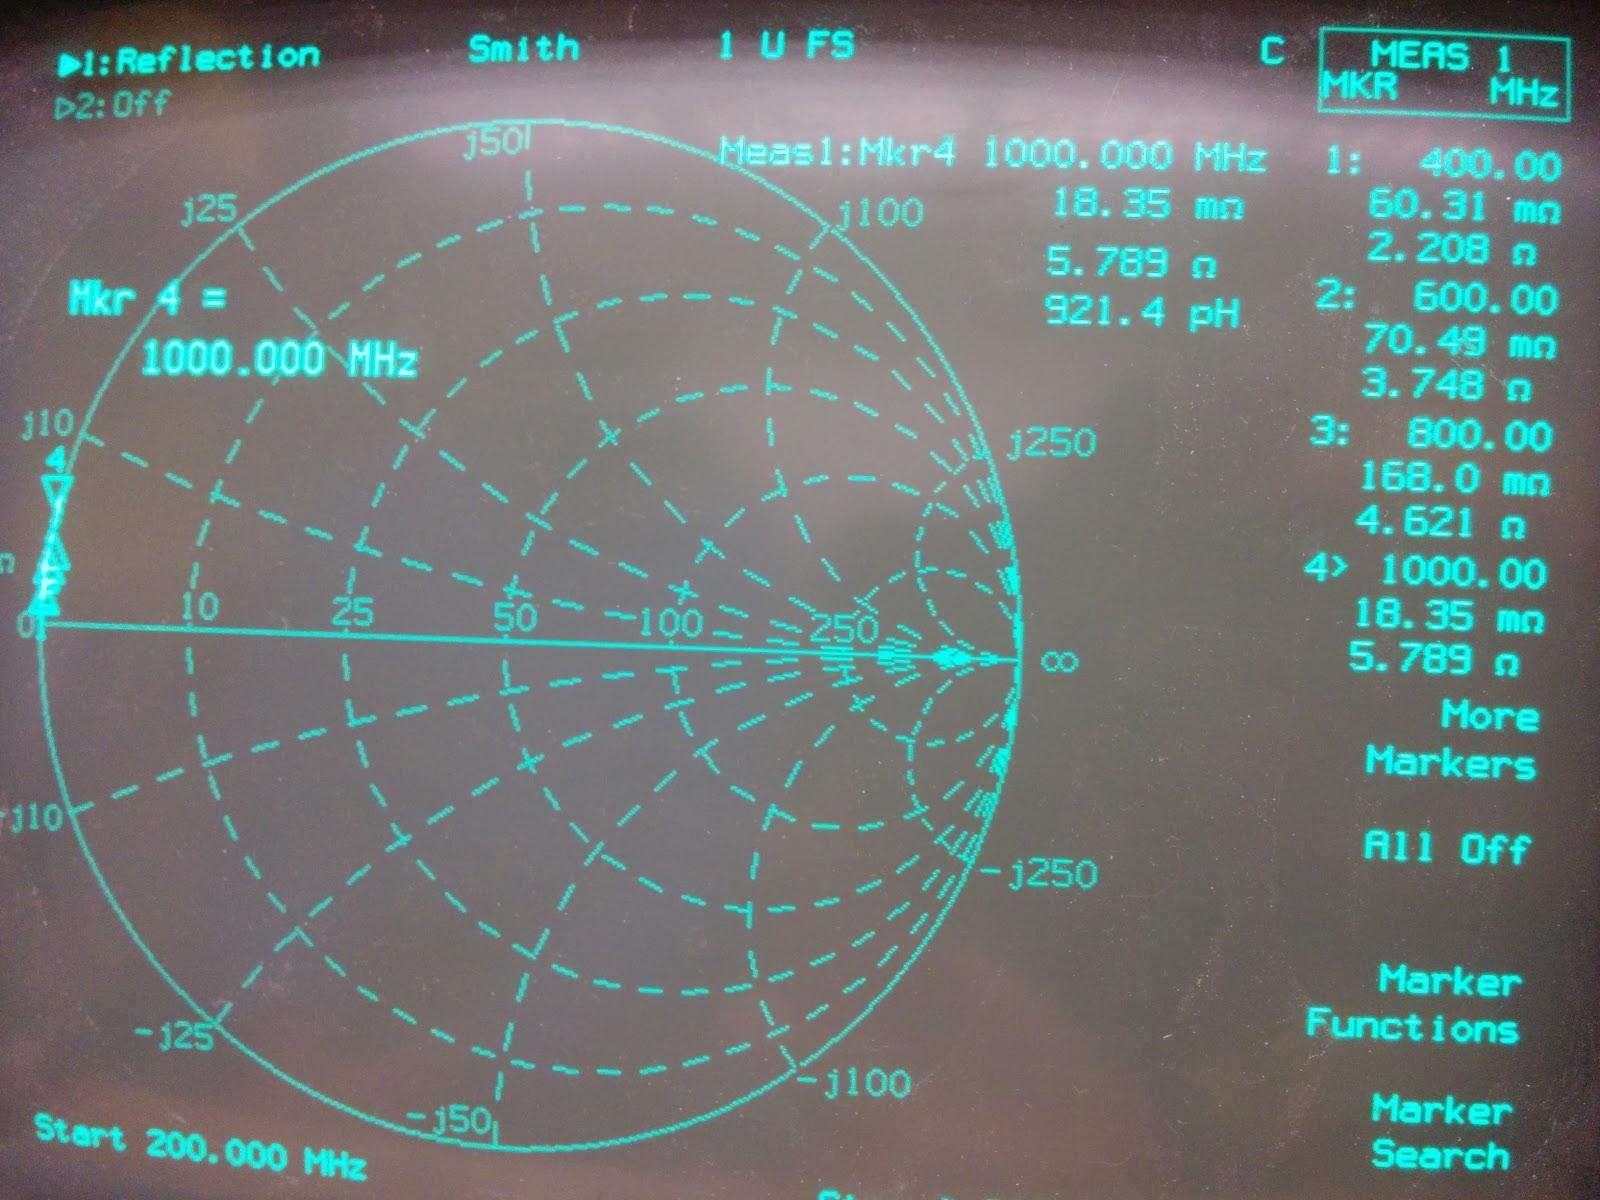 ▶1:Reflection Smith 1 U FS C MEAS 1
▷2:Off MKR MHz
Meas1:Mkr4 1000.000 MHz
18.35 mΩ
5.789 Ω
921.4 pH
Mkr 4 =
1000.000 MHz
1: 400.00
60.31 mΩ
2.208 Ω
2: 600.00
70.49 mΩ
3.748 Ω
3: 800.00
168.0 mΩ
4.621 Ω
4> 1000.00
18.35 mΩ
5.789 Ω
More
Markers
All Off
Marker
Functions
Marker
Search
j50
j25
j100
j10
j250
4
Ω
0 10 25 50 100 250 ∞
-j10
-j250
-j25
-j100
-j50
Start 200.000 MHz